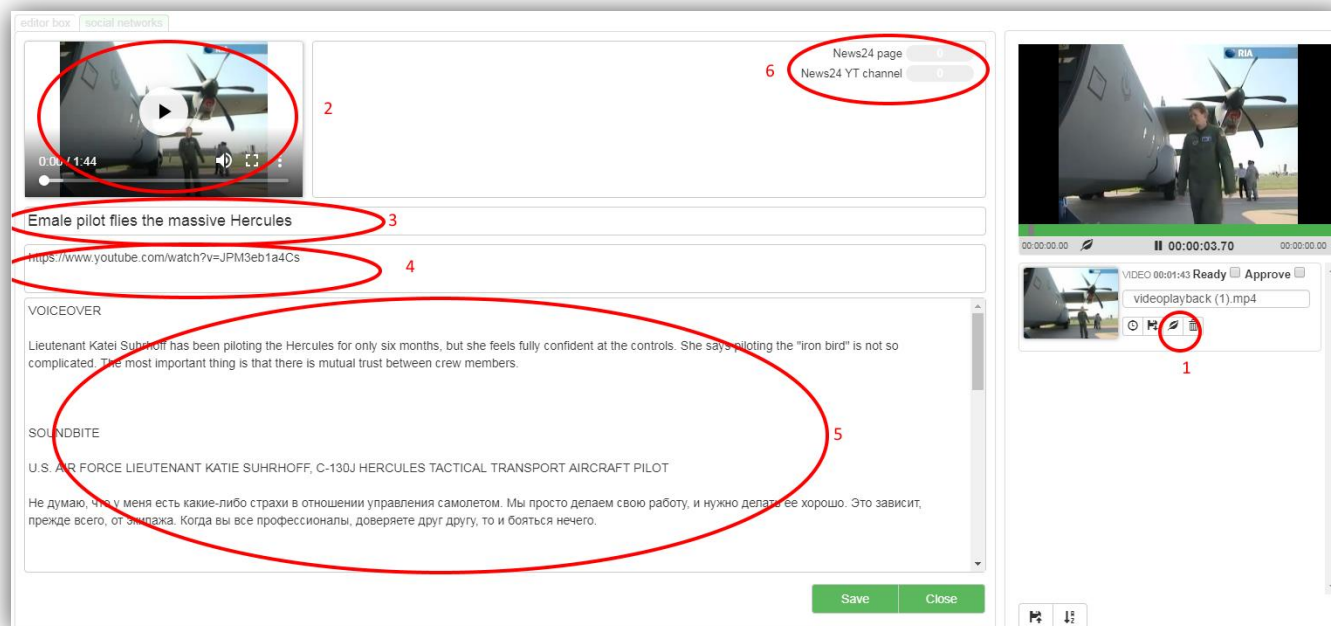 editor box
social networks
RIA
0:00 / 1:44
2
News24 page 0
News24 YT channel 0
6
Emale pilot flies the massive Hercules
3
https://www.youtube.com/watch?v=JPM3eb1a4Cs
4
VOICEOVER
Lieutenant Katei Suhrhoff has been piloting the Hercules for only six months, but she feels fully confident at the controls. She says piloting the "iron bird" is not so
complicated. The most important thing is that there is mutual trust between crew members.
SOUNDBITE
5
U.S. AIR FORCE LIEUTENANT KATIE SUHRHOFF, C-130J HERCULES TACTICAL TRANSPORT AIRCRAFT PILOT
Не думаю, что у меня есть какие-либо страхи в отношении управления самолетом. Мы просто делаем свою работу, и нужно делать ее хорошо. Это зависит,
прежде всего, от экипажа. Когда вы все профессионалы, доверяете друг другу, то и бояться нечего.
Save
Close
RIA
00:00:00.00
00:00:03.70
00:00:00.00
VIDEO 00:01:43 Ready Approve
videoplayback (1).mp4
1